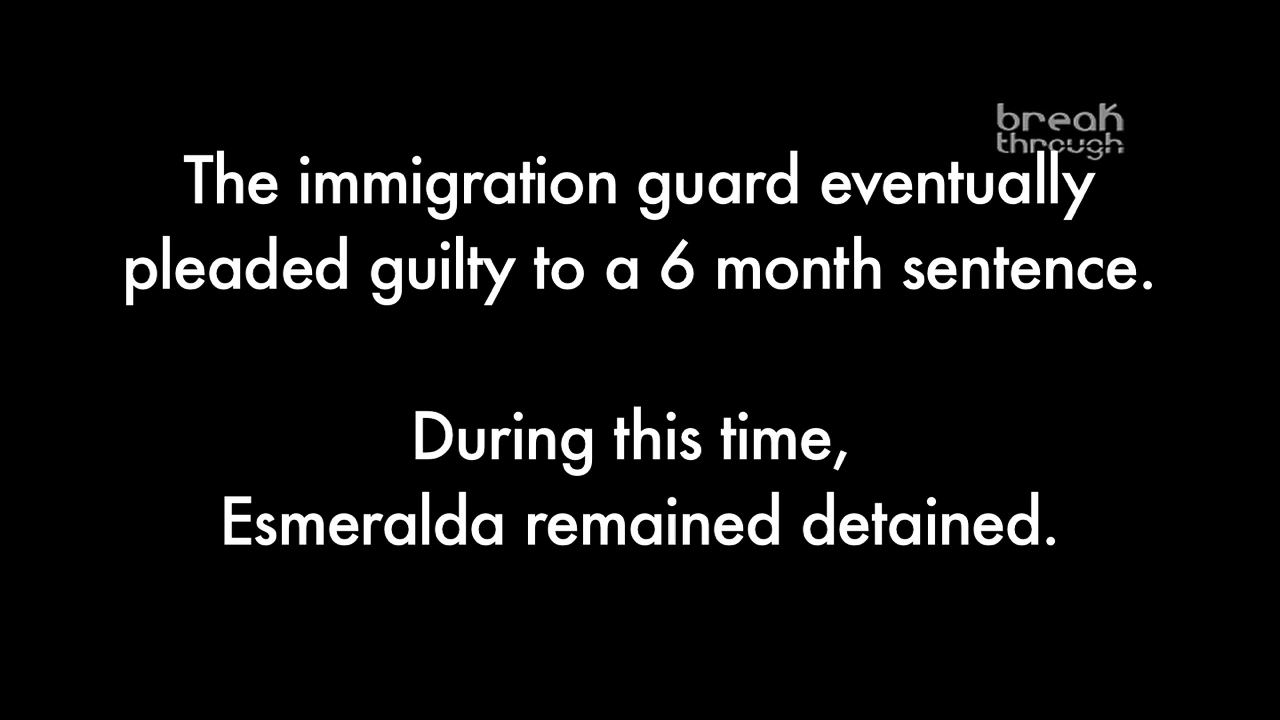 break
through
The immigration guard eventually
pleaded guilty to a 6 month sentence.
During this time,
Esmeralda remained detained.